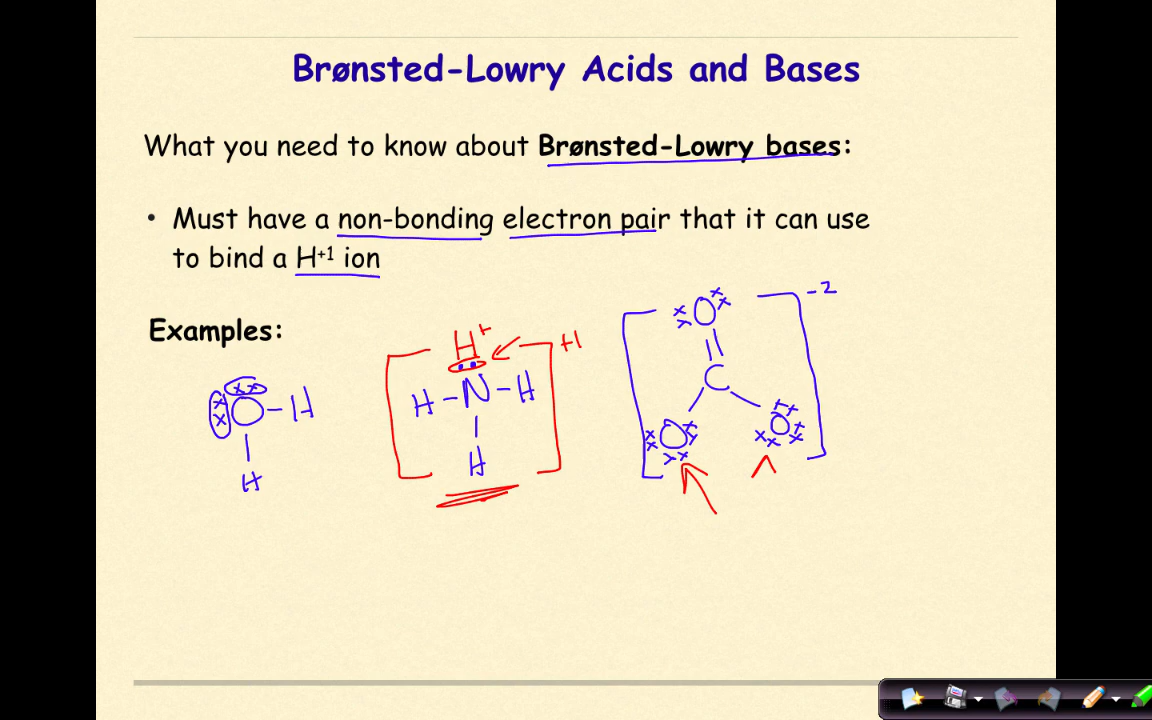 Brønsted-Lowry Acids and Bases
What you need to know about Brønsted-Lowry bases:
• Must have a non-bonding electron pair that it can use
to bind a H+1 ion
Examples:
O-H
H
H+
+1
H-N-H
H
-2
O
C
O
O